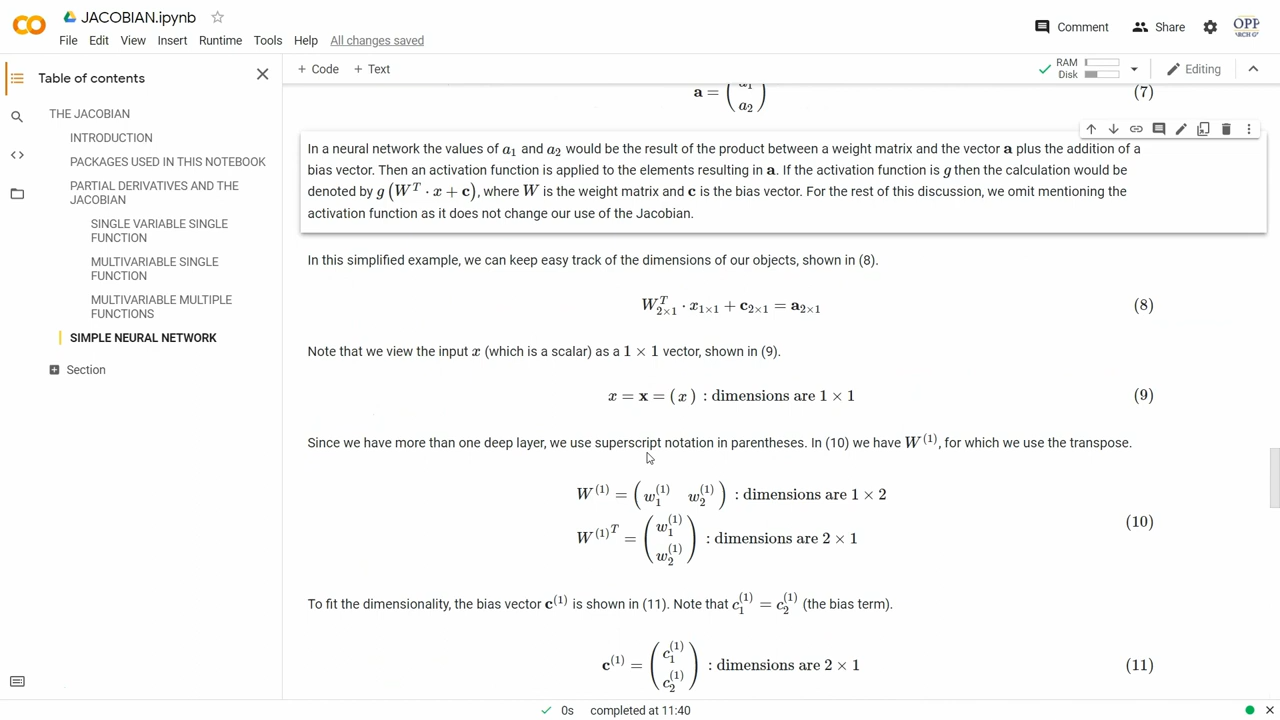 JACOBIAN.ipynb
File Edit View Insert Runtime Tools Help All changes saved
Comment Share OPP
Table of contents
+ Code + Text
RAM
Disk
Editing
THE JACOBIAN
INTRODUCTION
PACKAGES USED IN THIS NOTEBOOK
PARTIAL DERIVATIVES AND THE
JACOBIAN
SINGLE VARIABLE SINGLE
FUNCTION
MULTIVARIABLE SINGLE
FUNCTION
MULTIVARIABLE MULTIPLE
FUNCTIONS
SIMPLE NEURAL NETWORK
Section
a = ( a₁ a₂ ) (7)
In a neural network the values of a₁ and a₂ would be the result of the product between a weight matrix and the vector a plus the addition of a
bias vector. Then an activation function is applied to the elements resulting in a. If the activation function is g then the calculation would be
denoted by g (Wᵀ · x + c), where W is the weight matrix and c is the bias vector. For the rest of this discussion, we omit mentioning the
activation function as it does not change our use of the Jacobian.
In this simplified example, we can keep easy track of the dimensions of our objects, shown in (8).
Wᵀ₂ₓ₁ · x₁ₓ₁ + c₂ₓ₁ = a₂ₓ₁ (8)
Note that we view the input x (which is a scalar) as a 1 × 1 vector, shown in (9).
x = x = ( x ) : dimensions are 1 × 1 (9)
Since we have more than one deep layer, we use superscript notation in parentheses. In (10) we have W⁽¹⁾, for which we use the transpose.
W⁽¹⁾ = ( w₁⁽¹⁾ w₂⁽¹⁾ ) : dimensions are 1 × 2
W⁽¹⁾ᵀ = ( w₁⁽¹⁾ w₂⁽¹⁾ ) : dimensions are 2 × 1 (10)
To fit the dimensionality, the bias vector c⁽¹⁾ is shown in (11). Note that c₁⁽¹⁾ = c₂⁽¹⁾ (the bias term).
c⁽¹⁾ = ( c₁⁽¹⁾ c₂⁽¹⁾ ) : dimensions are 2 × 1 (11)
0s completed at 11:40